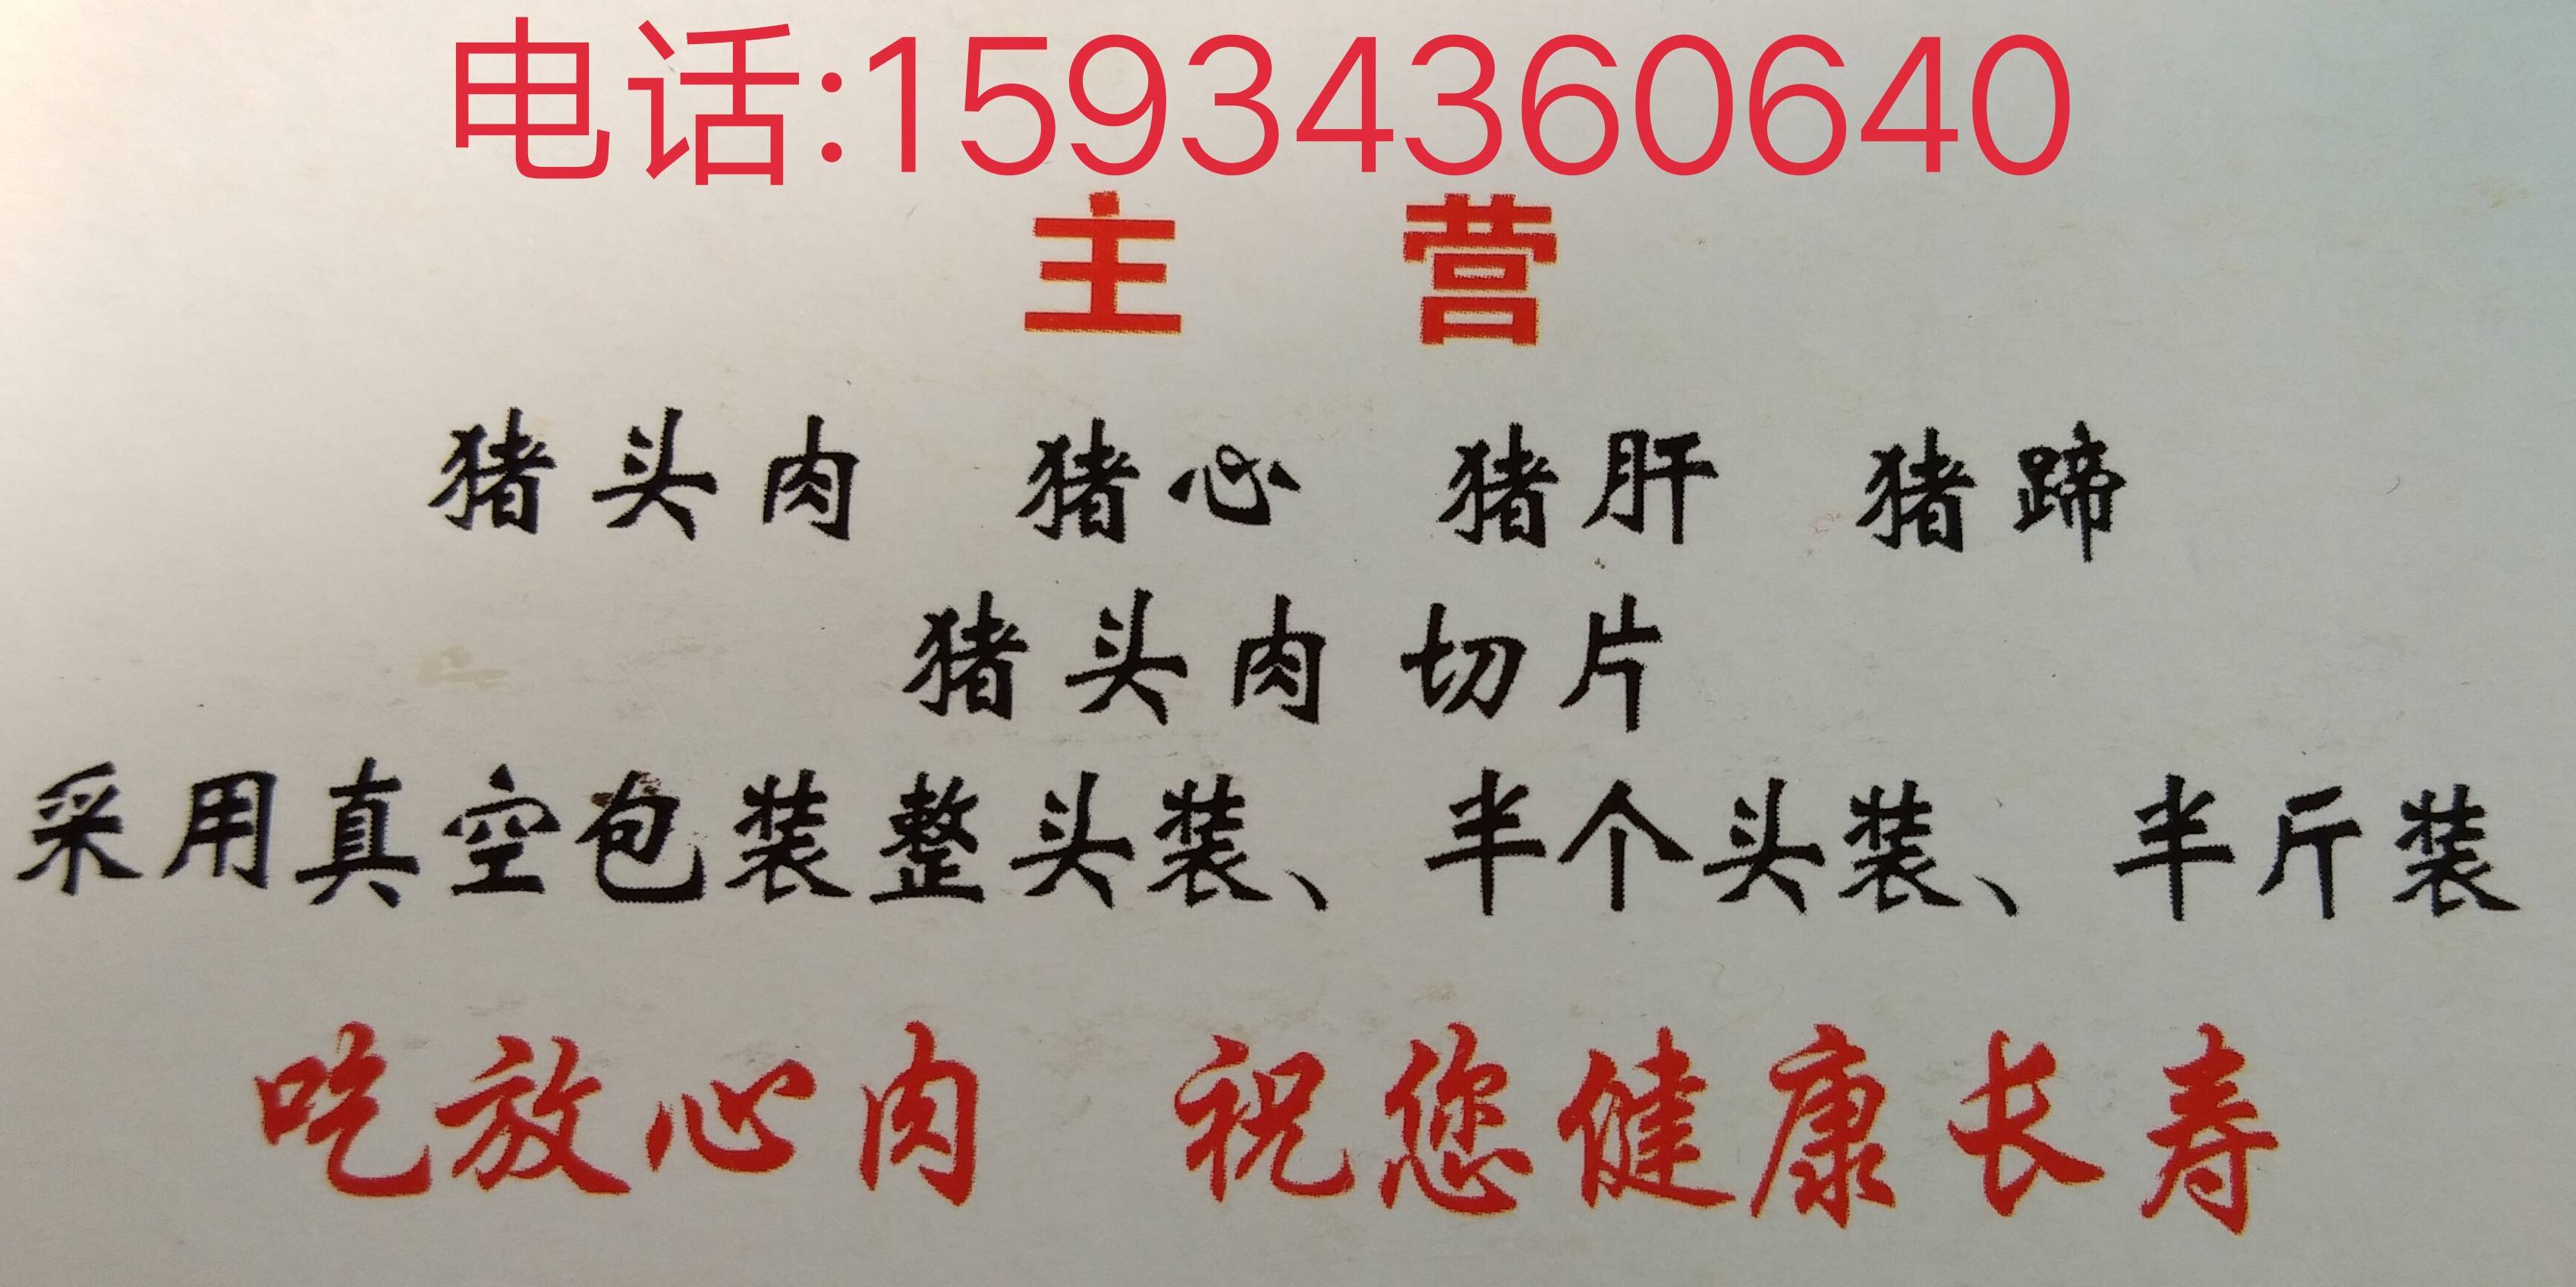 电话:15934360640
主 营
猪头肉 猪心 猪肝 猪蹄
猪头肉切片
采用真空包装整头装、半个头装、半斤装
吃放心肉 祝您健康长寿